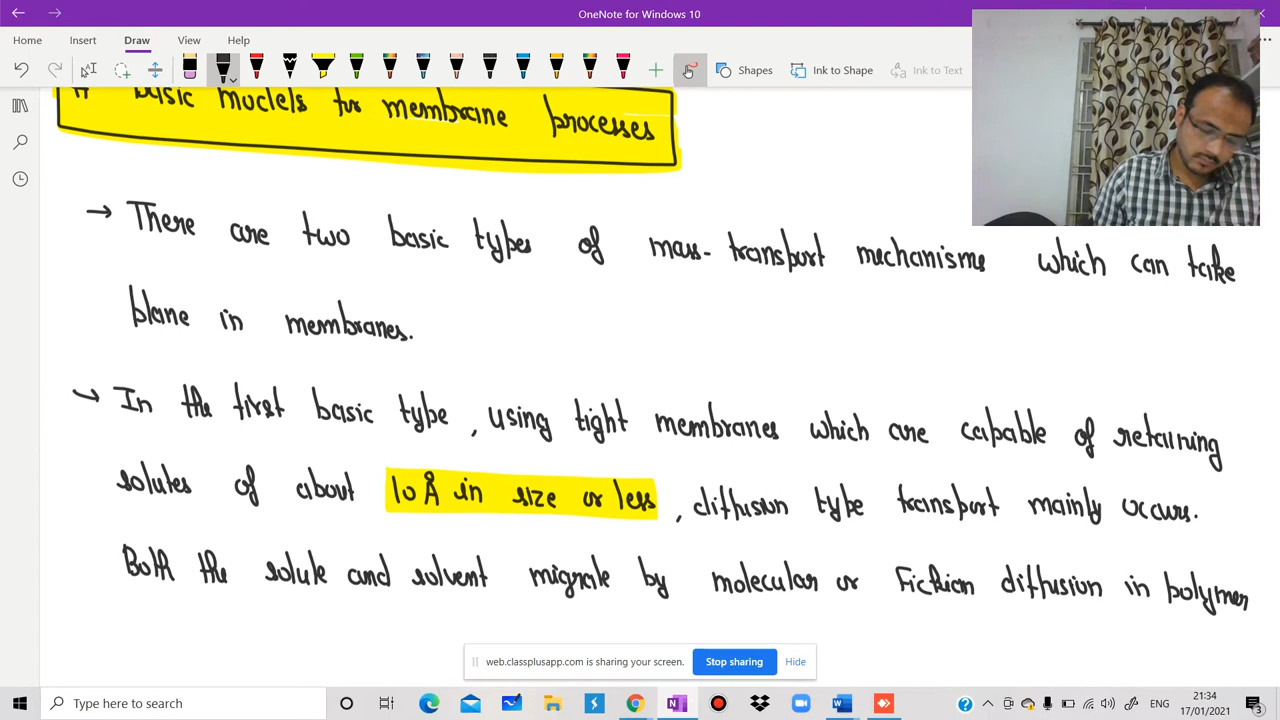 OneNote for Windows 10
Home Insert Draw View Help
Shapes Ink to Shape Ink to Text
basic models for membrane processes
→ There are two basic types of mass-transport mechanisms which can take
plane in membranes.
→ In the first basic type, using tight membranes which are capable of retaining
solutes of about 10 Å in size or less, diffusion type transport mainly occurs.
Both the solute and solvent migrate by molecular or Fickian diffusion in polymer
web.classplusapp.com is sharing your screen. Stop sharing Hide
Type here to search
ENG 21:34
17/01/2021
3